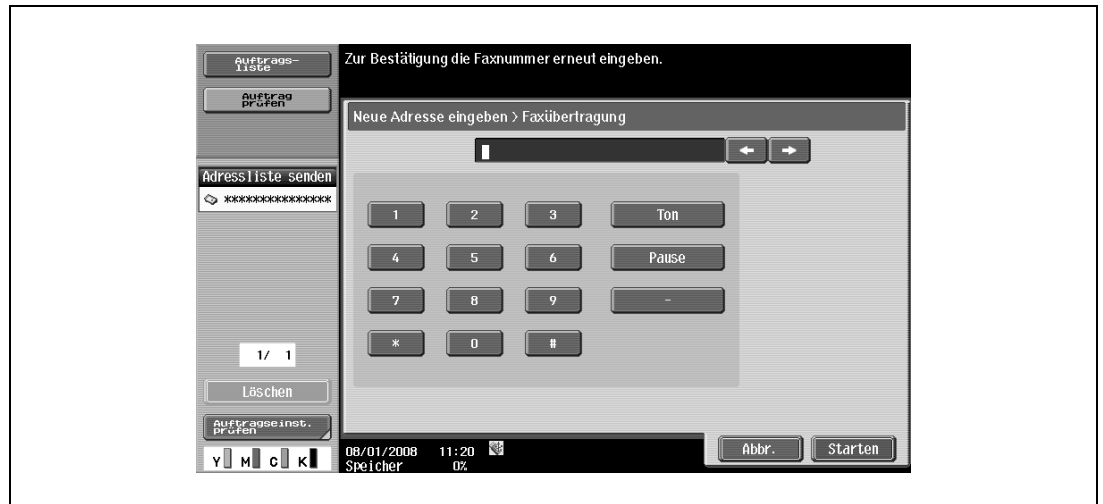 Auftrags-
liste
Auftrag
prüfen
Adressliste senden
***************
1/ 1
Löschen
Auftragseinst.
prüfen
Y M C K
Zur Bestätigung die Faxnummer erneut eingeben.
Neue Adresse eingeben > Faxübertragung
← →
1 2 3 Ton
4 5 6 Pause
7 8 9 -
* 0 #
08/01/2008 11:20
Speicher 0%
Abbr. Starten